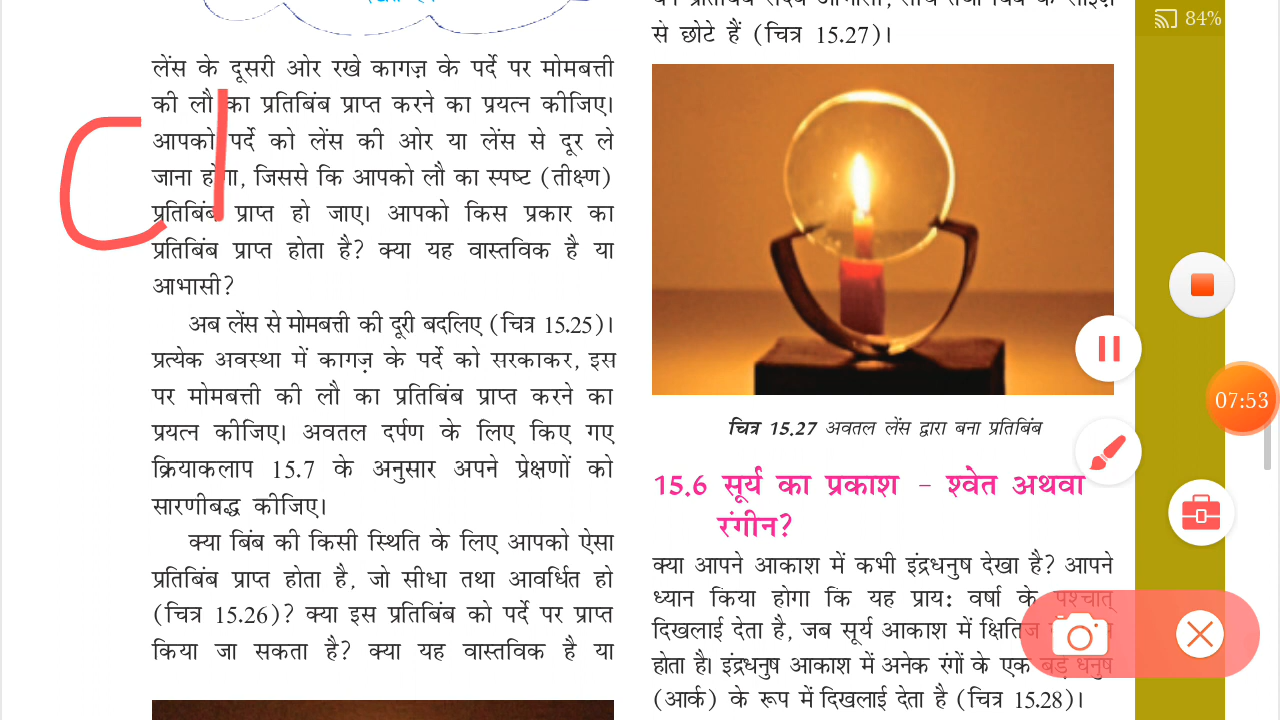 लेंस के दूसरी ओर रखे कागज़ के पर्दे पर मोमबत्ती
की लौ का प्रतिबिंब प्राप्त करने का प्रयत्न कीजिए।
आपको पर्दे को लेंस की ओर या लेंस से दूर ले
जाना होगा, जिससे कि आपको लौ का स्पष्ट (तीक्ष्ण)
प्रतिबिंब प्राप्त हो जाए। आपको किस प्रकार का
प्रतिबिंब प्राप्त होता है? क्या यह वास्तविक है या
आभासी?
अब लेंस से मोमबत्ती की दूरी बदलिए (चित्र 15.25)।
प्रत्येक अवस्था में कागज़ के पर्दे को सरकाकर, इस
पर मोमबत्ती की लौ का प्रतिबिंब प्राप्त करने का
प्रयत्न कीजिए। अवतल दर्पण के लिए किए गए
क्रियाकलाप 15.7 के अनुसार अपने प्रेक्षणों को
सारणीबद्ध कीजिए।
क्या बिंब की किसी स्थिति के लिए आपको ऐसा
प्रतिबिंब प्राप्त होता है, जो सीधा तथा आवर्धित हो
(चित्र 15.26)? क्या इस प्रतिबिंब को पर्दे पर प्राप्त
किया जा सकता है? क्या यह वास्तविक है या
से छोटे हैं (चित्र 15.27)।
चित्र 15.27 अवतल लेंस द्वारा बना प्रतिबिंब
15.6 सूर्य का प्रकाश - श्वेत अथवा
रंगीन?
क्या आपने आकाश में कभी इंद्रधनुष देखा है? आपने
ध्यान किया होगा कि यह प्राय: वर्षा के पश्चात्
दिखलाई देता है, जब सूर्य आकाश में क्षितिज
होता है। इंद्रधनुष आकाश में अनेक रंगों के एक बड़े धनुष
(आर्क) के रूप में दिखलाई देता है (चित्र 15.28)।
84%
07:53